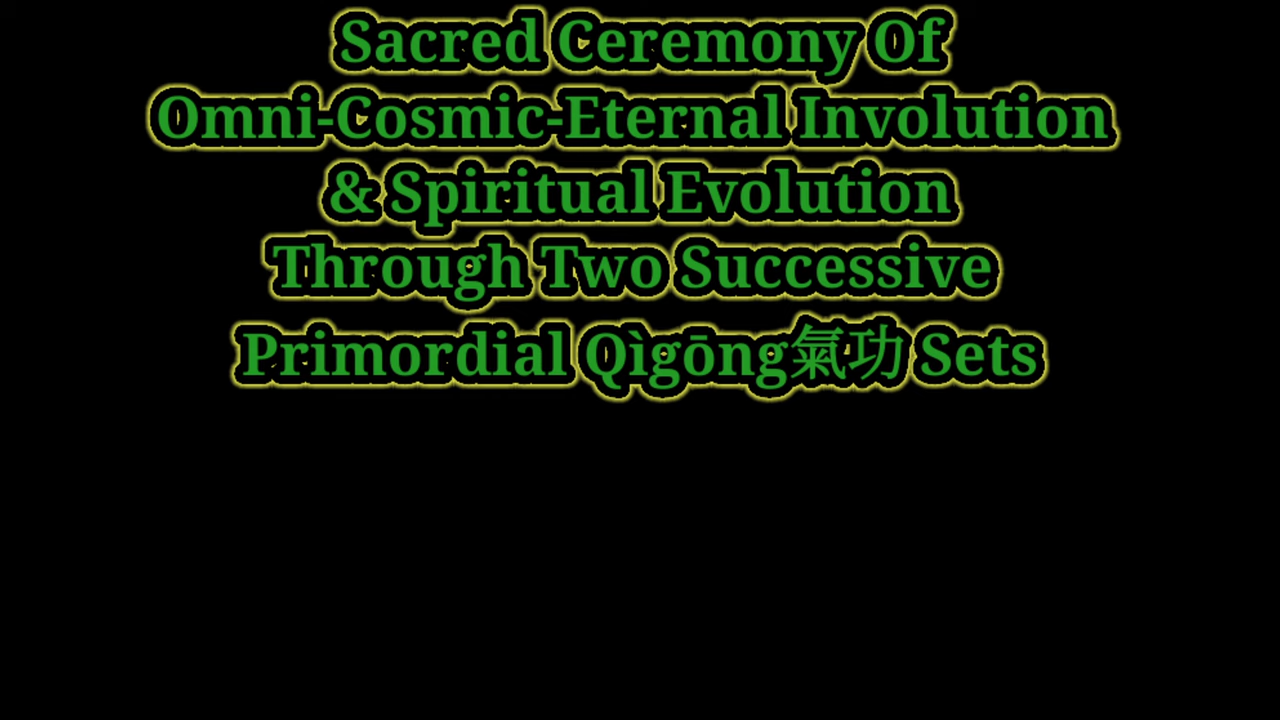 Sacred Ceremony Of
Omni-Cosmic-Eternal Involution
& Spiritual Evolution
Through Two Successive
Primordial Qìgōng氣功 Sets